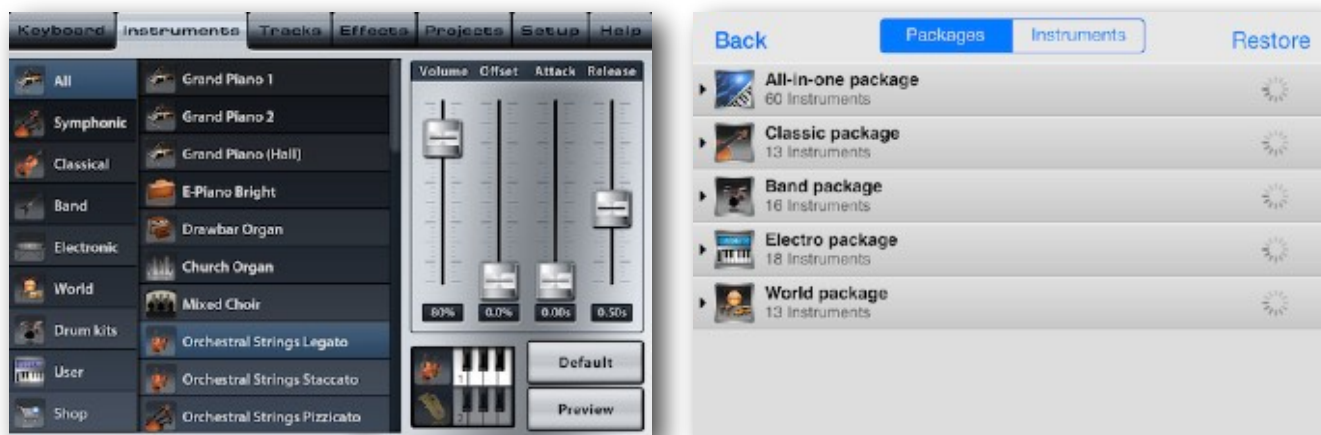 Keyboard Instruments Tracks Effects Projects Setup Help
All
Symphonic
Classical
Band
Electronic
World
Drum kits
User
Shop
Grand Piano 1
Grand Piano 2
Grand Piano (Hall)
E-Piano Bright
Drawbar Organ
Church Organ
Mixed Choir
Orchestral Strings Legato
Orchestral Strings Staccato
Orchestral Strings Pizzicato
Volume Offset Attack Release
80% 0.0% 0.00s 0.50s
1
2
Default
Preview
Back Packages Instruments Restore
All-in-one package
60 Instruments
Classic package
13 Instruments
Band package
16 Instruments
Electro package
18 Instruments
World package
13 Instruments